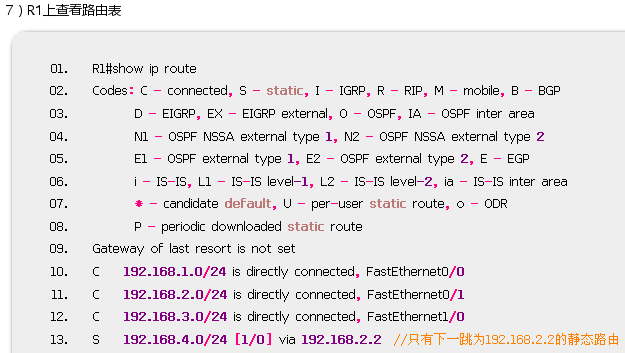 7）R1上查看路由表
01. R1#show ip route
02. Codes: C - connected, S - static, I - IGRP, R - RIP, M - mobile, B - BGP
03. D - EIGRP, EX - EIGRP external, O - OSPF, IA - OSPF inter area
04. N1 - OSPF NSSA external type 1, N2 - OSPF NSSA external type 2
05. E1 - OSPF external type 1, E2 - OSPF external type 2, E - EGP
06. i - IS-IS, L1 - IS-IS level-1, L2 - IS-IS level-2, ia - IS-IS inter area
07. * - candidate default, U - per-user static route, o - ODR
08. P - periodic downloaded static route
09. Gateway of last resort is not set
10. C 192.168.1.0/24 is directly connected, FastEthernet0/0
11. C 192.168.2.0/24 is directly connected, FastEthernet0/1
12. C 192.168.3.0/24 is directly connected, FastEthernet1/0
13. S 192.168.4.0/24 [1/0] via 192.168.2.2 //只有下一跳为192.168.2.2的静态路由